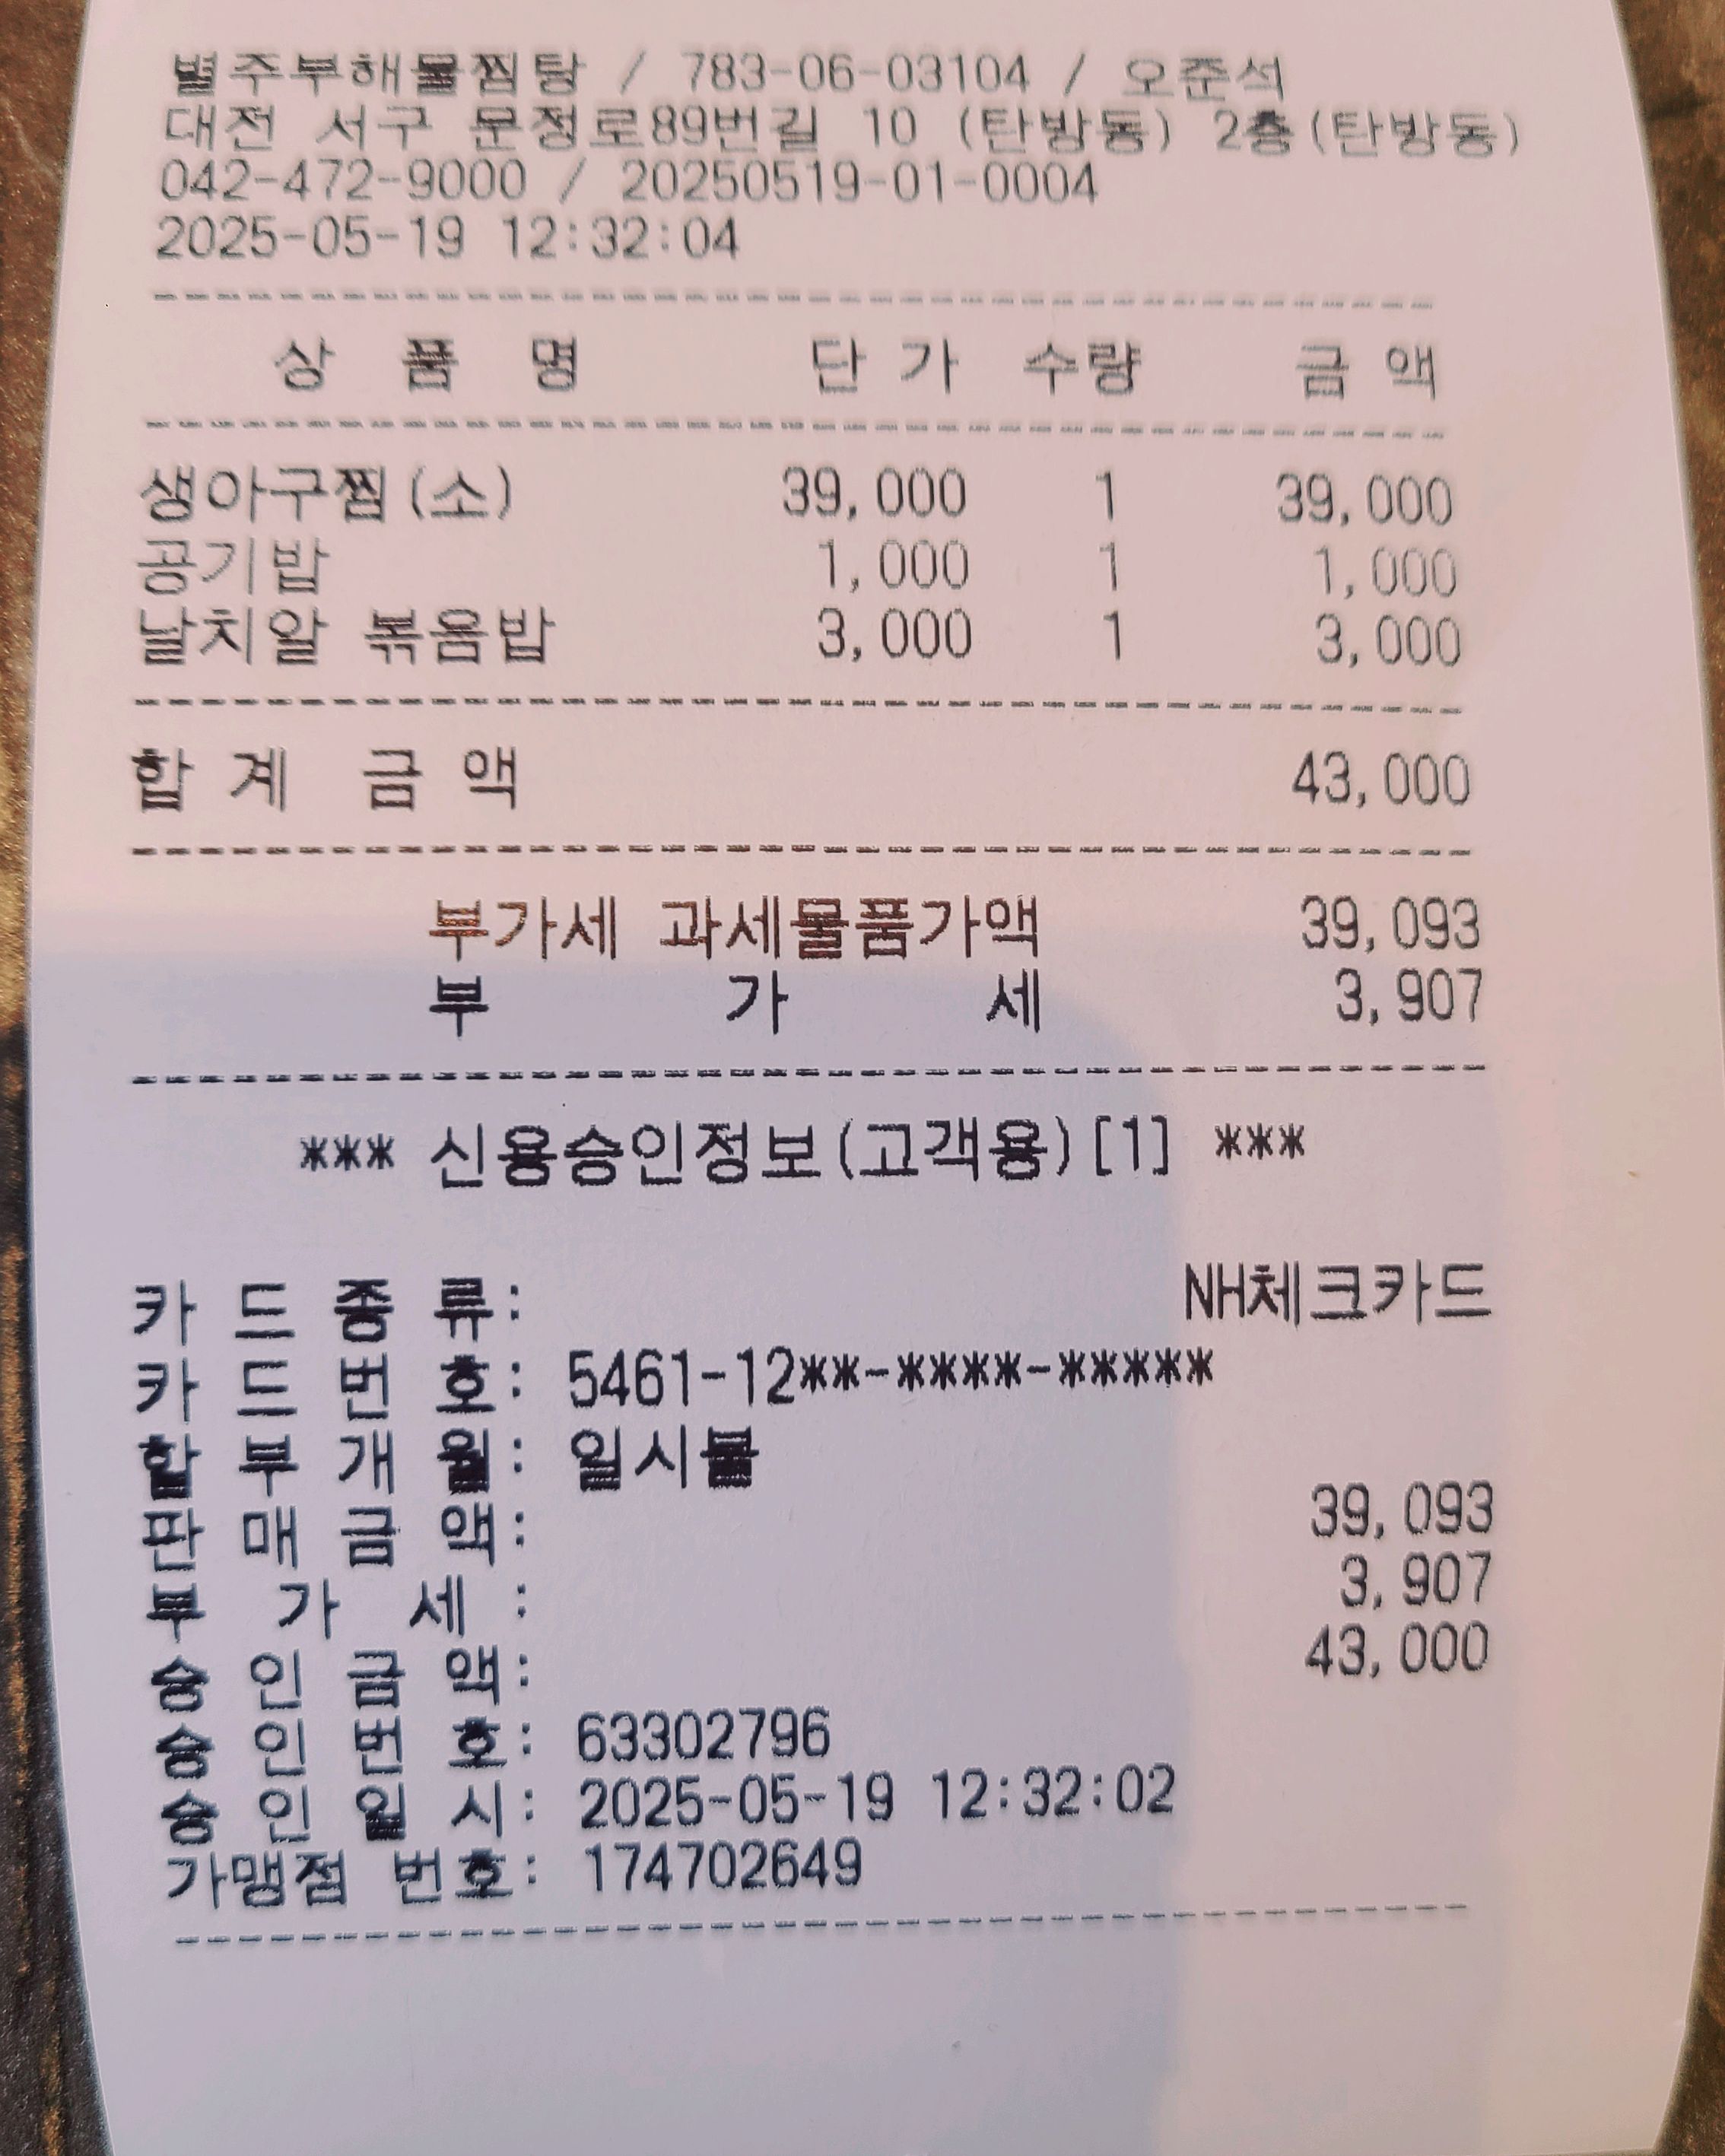 별주부해물찜탕 / 783-06-03104 / 오준석
대전 서구 문정로89번길 10 (탄방동) 2층(탄방동)
042-472-9000 / 20250519-01-0004
2025-05-19 12:32:04
상 품 명 단 가 수량 금 액
생아구찜(소) 39,000 1 39,000
공기밥 1,000 1 1,000
날치알 볶음밥 3,000 1 3,000
합 계 금 액 43,000
부가세 과세물품가액 39,093
부 가 세 3,907
*** 신용승인정보(고객용)[1] ***
카 드 종 류: NH체크카드
카 드 번 호: 5461-12**-****-*****
할 부 개 월: 일시불
판 매 금 액: 39,093
부 가 세 : 3,907
승 인 금 액: 43,000
승 인 번 호: 63302796
승 인 일 시: 2025-05-19 12:32:02
가맹점 번호: 174702649